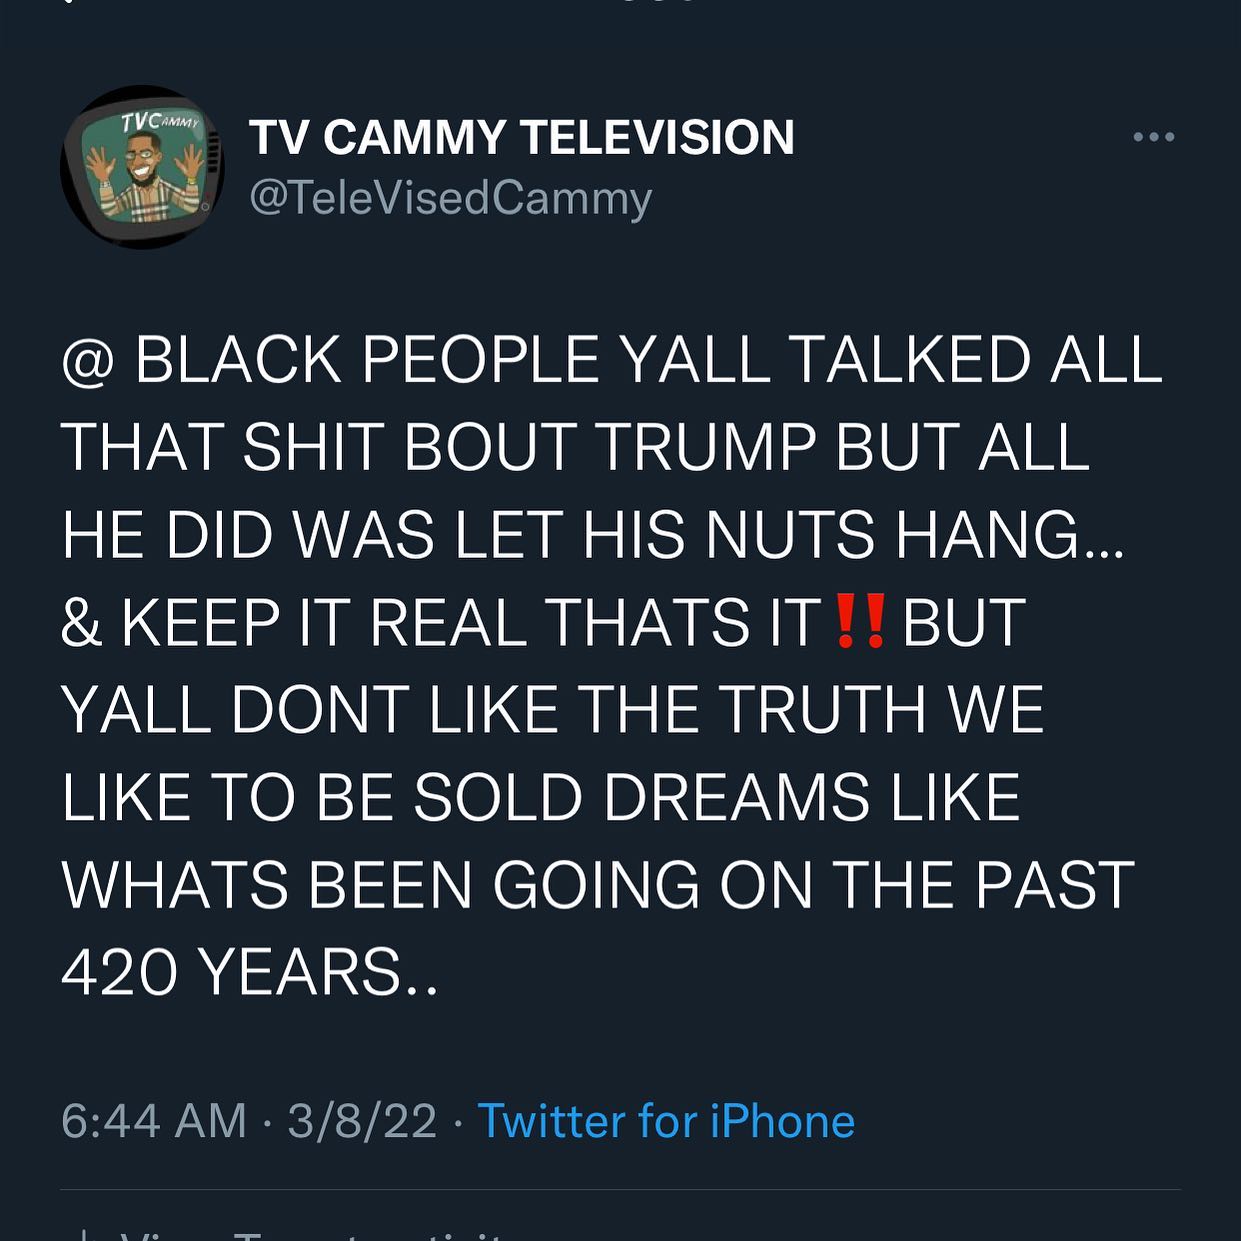 TVCAMMY
TV CAMMY TELEVISION
@TeleVisedCammy
@ BLACK PEOPLE YALL TALKED ALL
THAT SHIT BOUT TRUMP BUT ALL
HE DID WAS LET HIS NUTS HANG...
& KEEP IT REAL THATS IT‼️BUT
YALL DONT LIKE THE TRUTH WE
LIKE TO BE SOLD DREAMS LIKE
WHATS BEEN GOING ON THE PAST
420 YEARS..
6:44 AM · 3/8/22 · Twitter for iPhone